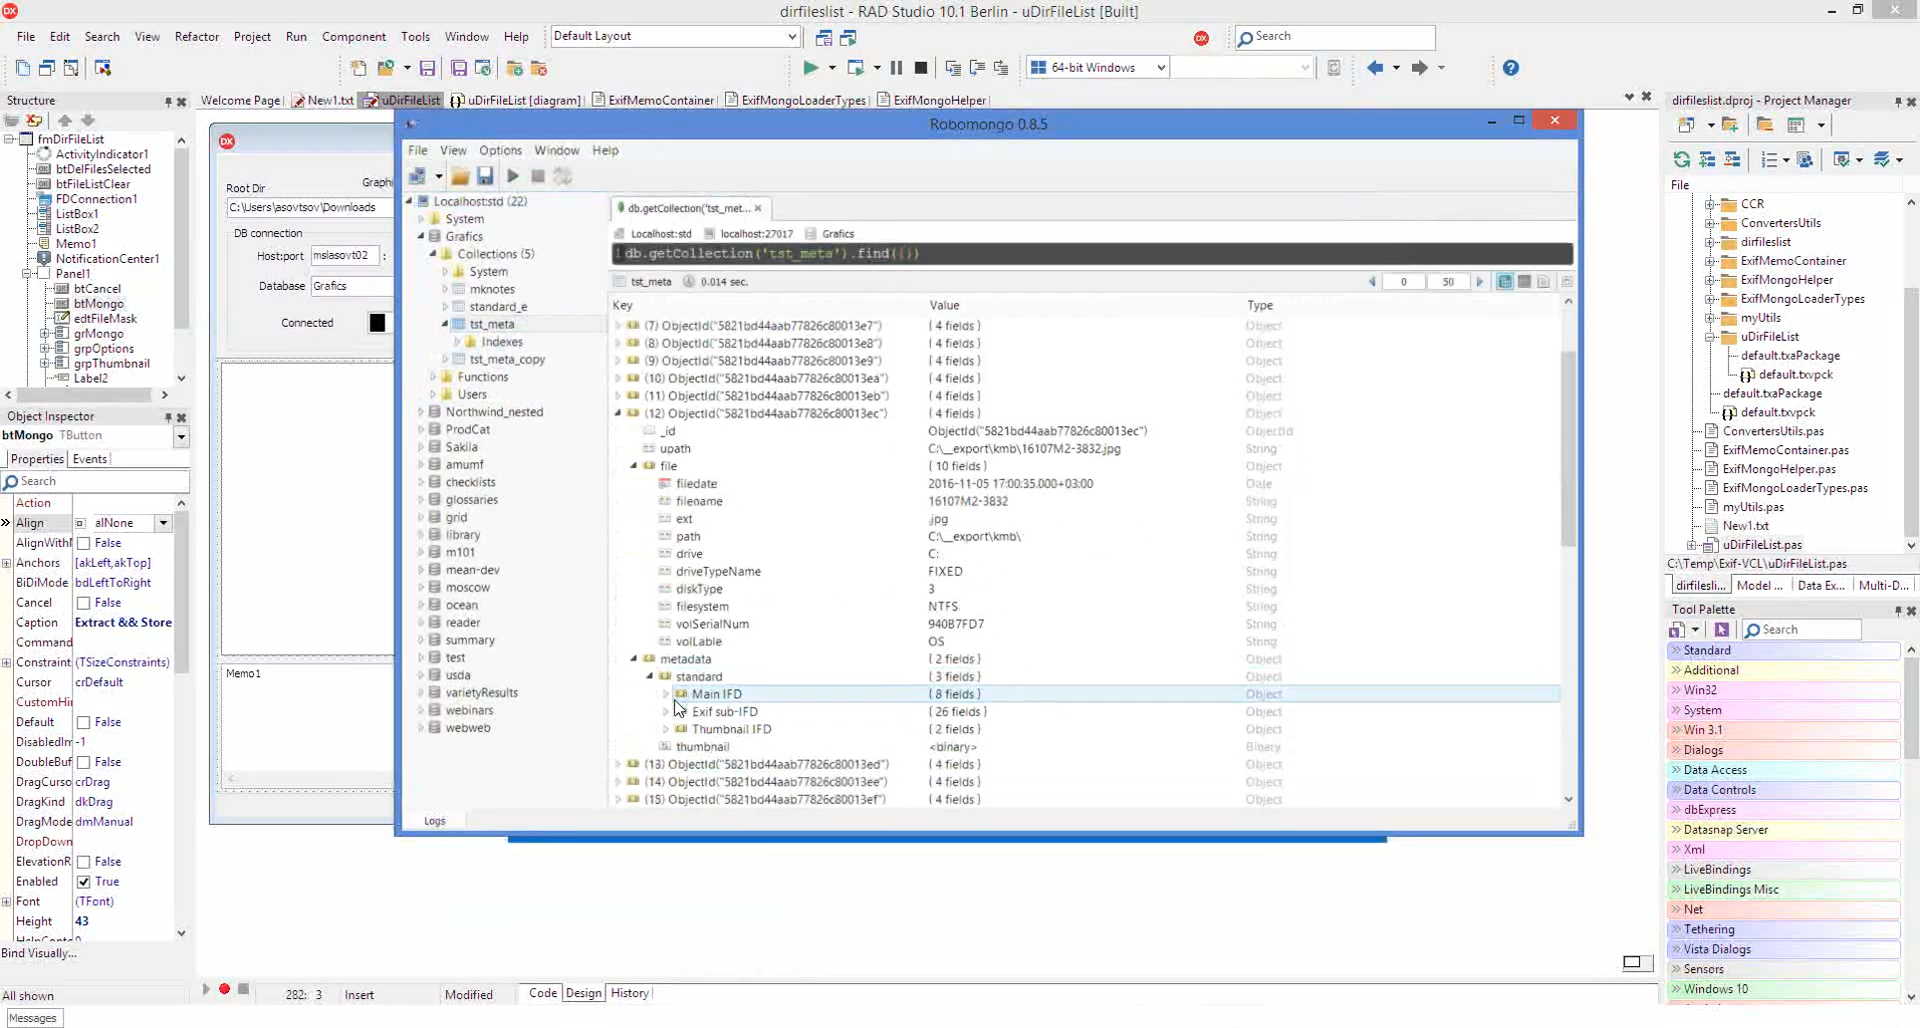 dirfileslist - RAD Studio 10.1 Berlin - uDirFileList [Built]
File Edit Search View Refactor Project Run Component Tools Window Help
Default Layout
Search
64-bit Windows
Structure
Welcome Page New1.txt uDirFileList uDirFileList [diagram] ExifMemoContainer ExifMongoLoaderTypes ExifMongoHelper
fmDirFileList
ActivityIndicator1
btDelFilesSelected
btFileListClear
FDConnection1
ListBox1
ListBox2
Memo1
NotificationCenter1
Panel1
btCancel
btMongo
edtFileMask
grMongo
grpOptions
grpThumbnail
Label2
Object Inspector
btMongo TButton
Properties Events
Search
Action
Align alNone
AlignWithM False
Anchors [akLeft,akTop]
BiDiMode bdLeftToRight
Cancel False
Caption Extract && Store
Command
Constraint (TSizeConstraints)
Cursor crDefault
CustomHin
Default False
DisabledIm -1
DoubleBuf False
DragCurso crDrag
DragKind dkDrag
DragMode dmManual
DropDown
ElevationR False
Enabled True
Font (TFont)
Height 43
Bind Visually...
All shown
Messages
Root Dir
Graphi
C:\Users\asovtsov\Downloads
DB connection
Host:port mslasovt02 :
Database Grafics
Connected
Memo1
282: 3 Insert Modified Code Design History
Robomongo 0.8.5
File View Options Window Help
Localhost:std (22)
System
Grafics
Collections (5)
System
mknotes
standard_e
tst_meta
Indexes
tst_meta_copy
Functions
Users
Northwind_nested
ProdCat
Sakila
amumf
checklists
glossaries
grid
library
m101
mean-dev
moscow
ocean
reader
summary
test
usda
varietyResults
webinars
webweb
Logs
db.getCollection('tst_met...
Localhost:std localhost:27017 Grafics
db.getCollection('tst_meta').find({})
tst_meta 0.014 sec.
0 50
Key Value Type
(7) ObjectId("5821bd44aab77826c80013e7") { 4 fields } Object
(8) ObjectId("5821bd44aab77826c80013e8") { 4 fields } Object
(9) ObjectId("5821bd44aab77826c80013e9") { 4 fields } Object
(10) ObjectId("5821bd44aab77826c80013ea") { 4 fields } Object
(11) ObjectId("5821bd44aab77826c80013eb") { 4 fields } Object
(12) ObjectId("5821bd44aab77826c80013ec") { 4 fields } Object
_id ObjectId("5821bd44aab77826c80013ec") ObjectId
upath C:\__export\kmb\16107M2-3832.jpg String
file { 10 fields } Object
filedate 2016-11-05 17:00:35.000+03:00 Date
filename 16107M2-3832 String
ext .jpg String
path C:\__export\kmb\ String
drive C: String
driveTypeName FIXED String
diskType 3 String
filesystem NTFS String
volSerialNum 940B7FD7 String
volLable OS String
metadata { 2 fields } Object
standard { 3 fields } Object
Main IFD { 8 fields } Object
Exif sub-IFD { 26 fields } Object
Thumbnail IFD { 2 fields } Object
thumbnail <binary> Binary
(13) ObjectId("5821bd44aab77826c80013ed") { 4 fields } Object
(14) ObjectId("5821bd44aab77826c80013ee") { 4 fields } Object
(15) ObjectId("5821bd44aab77826c80013ef") { 4 fields } Object
dirfileslist.dproj - Project Manager
File
CCR
ConvertersUtils
dirfileslist
ExifMemoContainer
ExifMongoHelper
ExifMongoLoaderTypes
myUtils
uDirFileList
default.txaPackage
default.txvpck
default.txaPackage
default.txvpck
ConvertersUtils.pas
ExifMemoContainer.pas
ExifMongoHelper.pas
ExifMongoLoaderTypes.pas
myUtils.pas
New1.txt
uDirFileList.pas
C:\Temp\Exif-VCL\uDirFileList.pas
dirfilesli... Model ... Data Ex... Multi-D...
Tool Palette
Search
Standard
Additional
Win32
System
Win 3.1
Dialogs
Data Access
Data Controls
dbExpress
Datasnap Server
Xml
LiveBindings
LiveBindings Misc
Net
Tethering
Vista Dialogs
Sensors
Windows 10